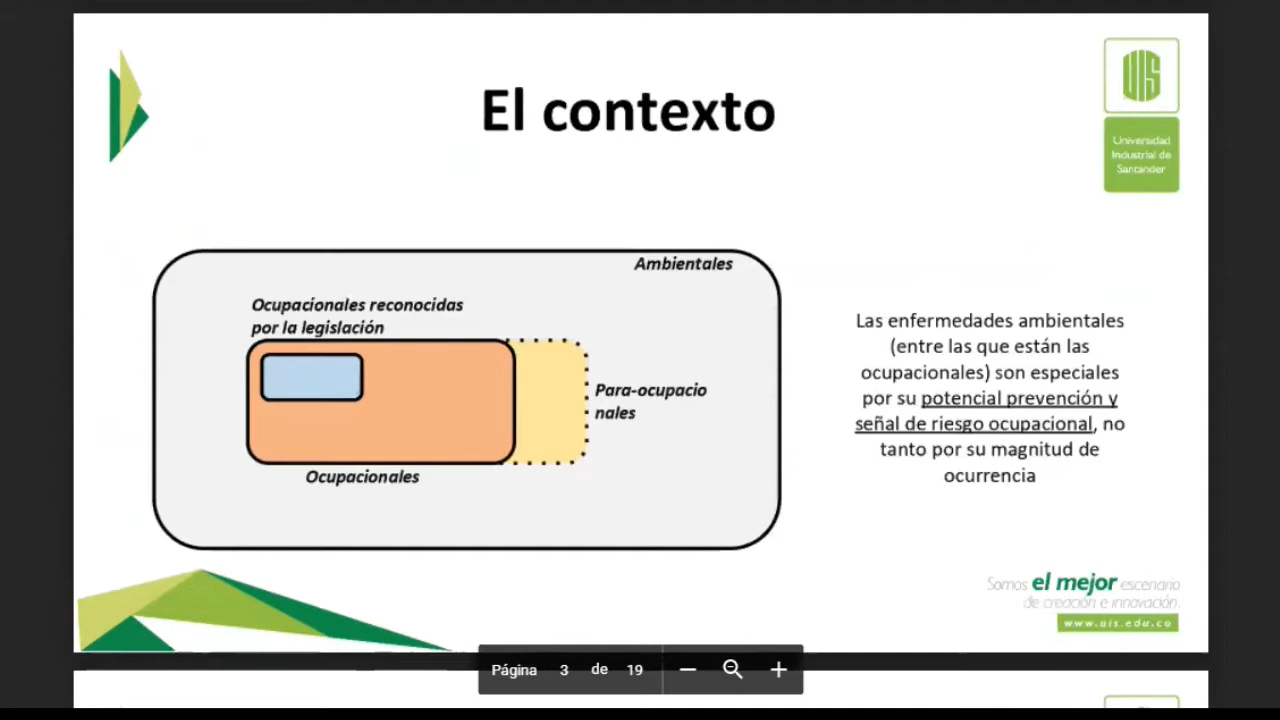 El contexto
UIS
Universidad
Industrial de
Santander
Ambientales
Ocupacionales reconocidas
por la legislación
Para-ocupacio
nales
Ocupacionales
Las enfermedades ambientales
(entre las que están las
ocupacionales) son especiales
por su potencial prevención y
señal de riesgo ocupacional, no
tanto por su magnitud de
ocurrencia
Somos el mejor escenario
de creación e innovación.
www.uis.edu.co
Página 3 de 19